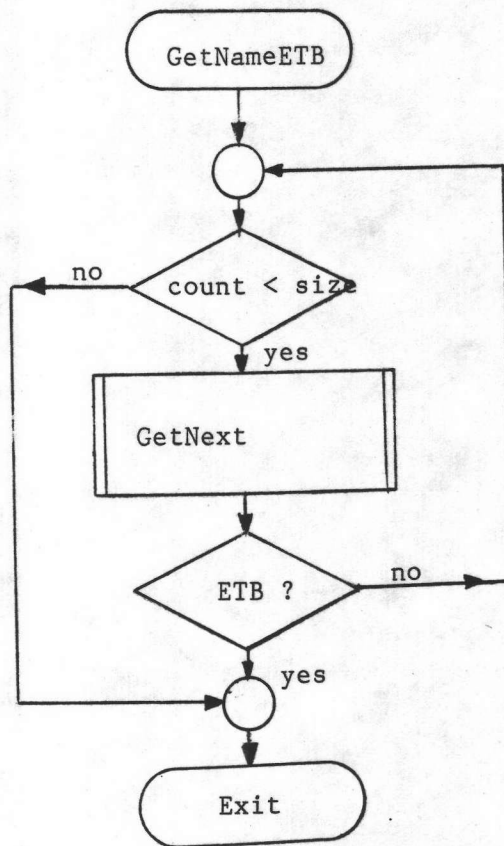 GetNameETB
no
count < size
yes
GetNext
ETB ?
no
yes
Exit